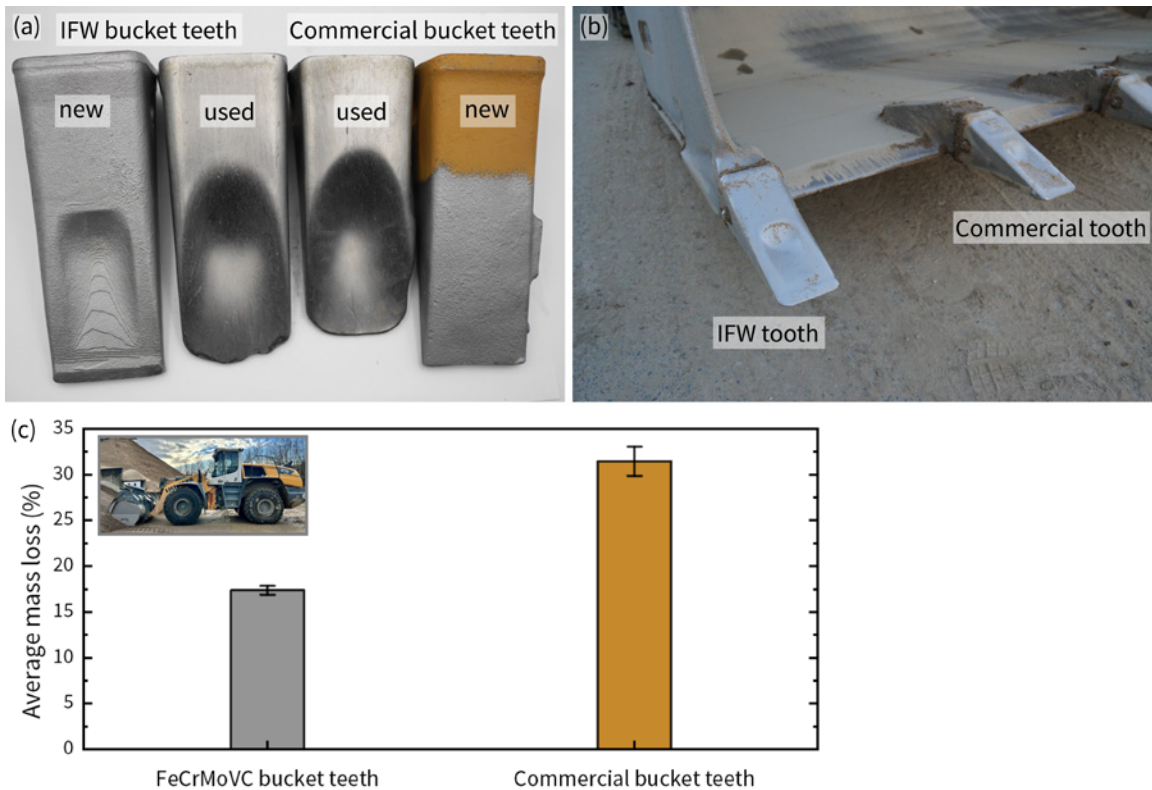 (a)
IFW bucket teeth
Commercial bucket teeth
new
used
used
new
(b)
Commercial tooth
IFW tooth
(c)
Average mass loss (%)
35
30
25
20
15
10
5
0
FeCrMoVC bucket teeth
Commercial bucket teeth